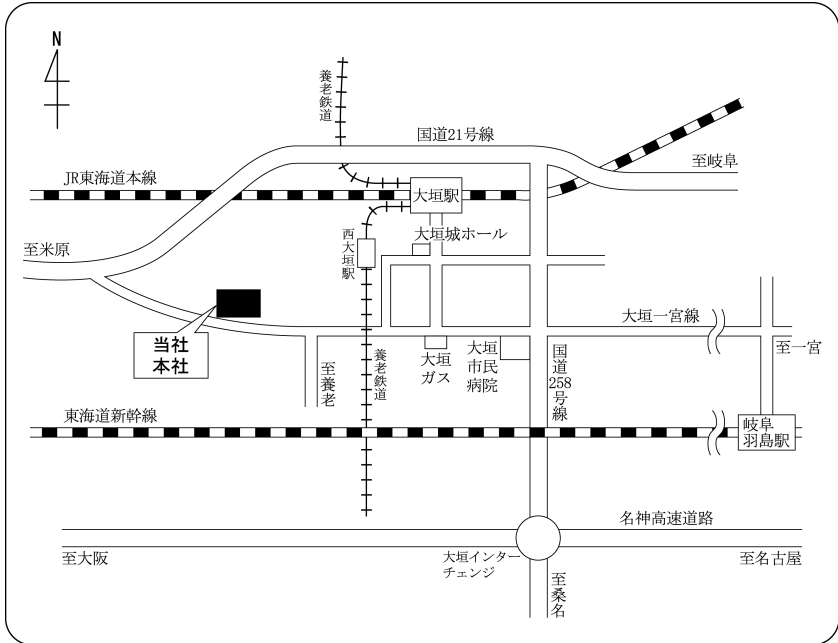 N
養老鉄道
国道21号線
至岐阜
JR東海道本線
大垣駅
至米原
西大垣駅
大垣城ホール
大垣一宮線
当社
本社
至養老
養老鉄道
大垣
ガス
大垣
市民
病院
国道258号線
至一宮
東海道新幹線
岐阜
羽島駅
名神高速道路
至大阪
大垣インター
チェンジ
至桑名
至名古屋